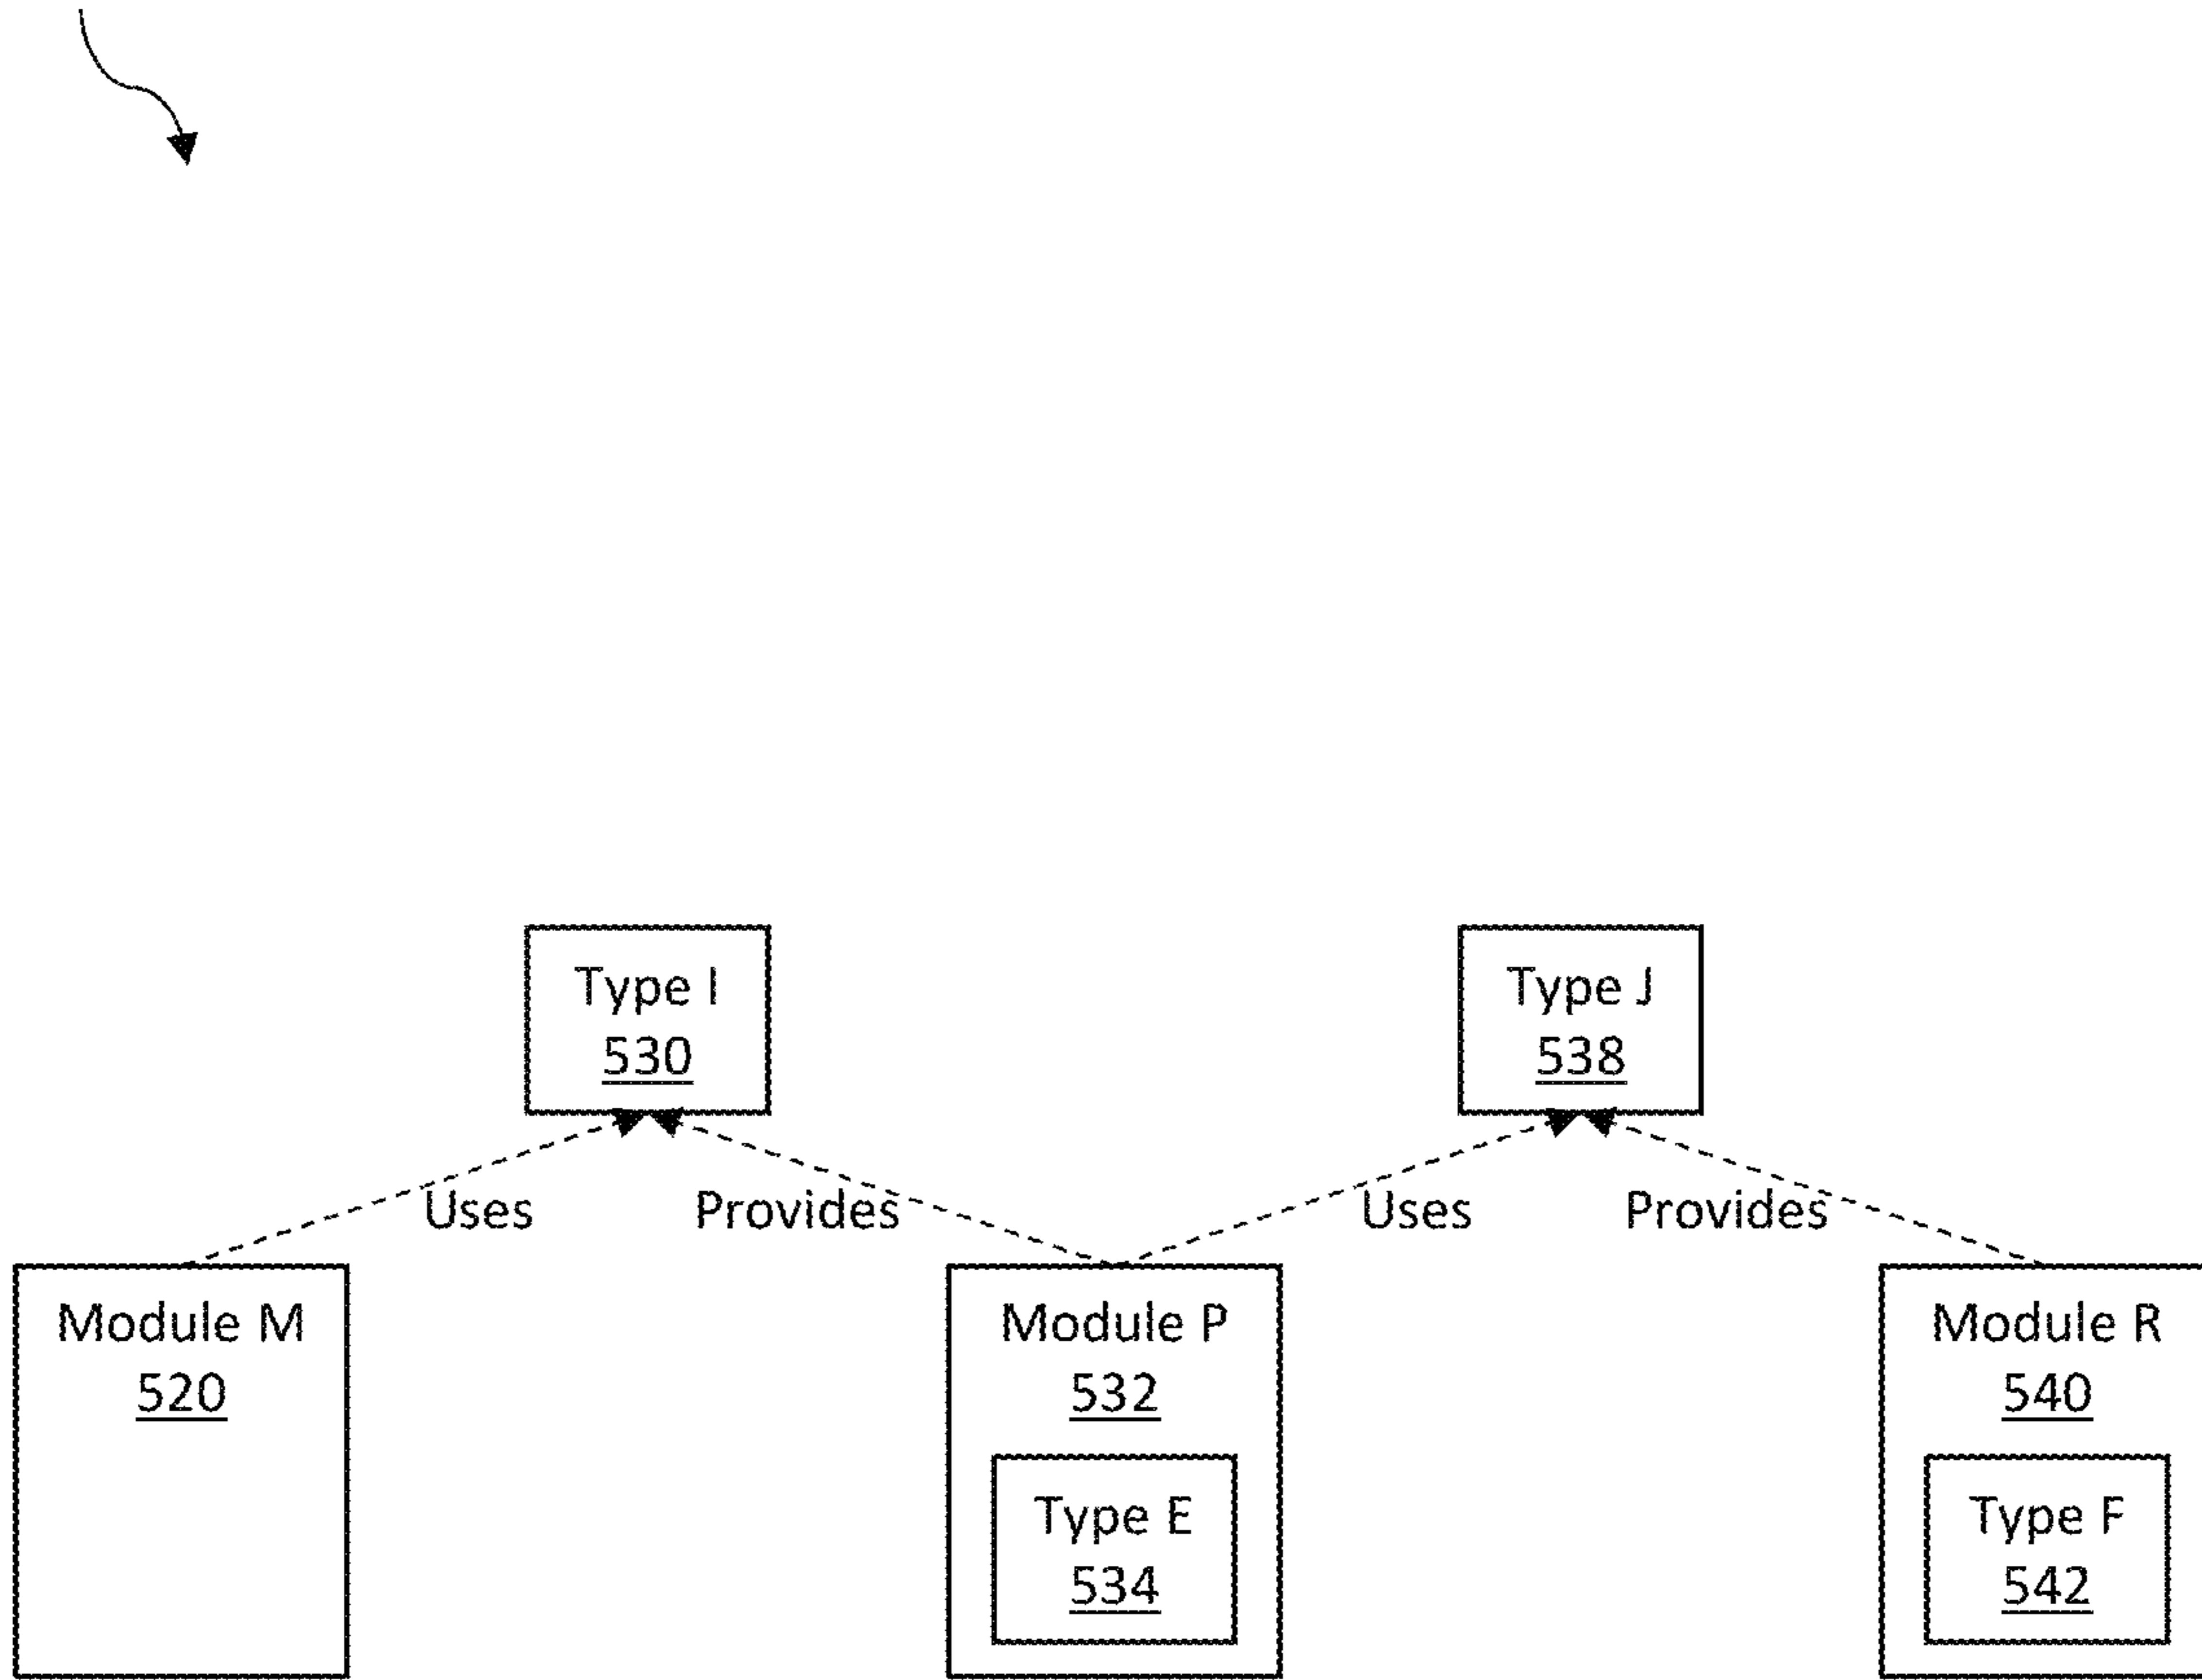 Type I
530
Type J
538
Uses
Provides
Uses
Provides
Module M
520
Module P
532
Module R
540
Type E
534
Type F
542